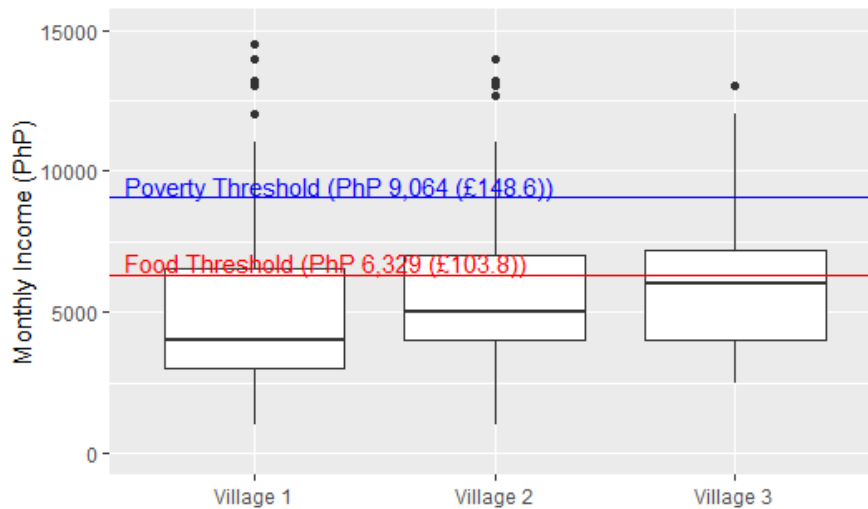 Monthly Income (PhP)
15000
10000
5000
0
Poverty Threshold (PhP 9,064 (£148.6))
Food Threshold (PhP 6,329 (£103.8))
Village 1
Village 2
Village 3